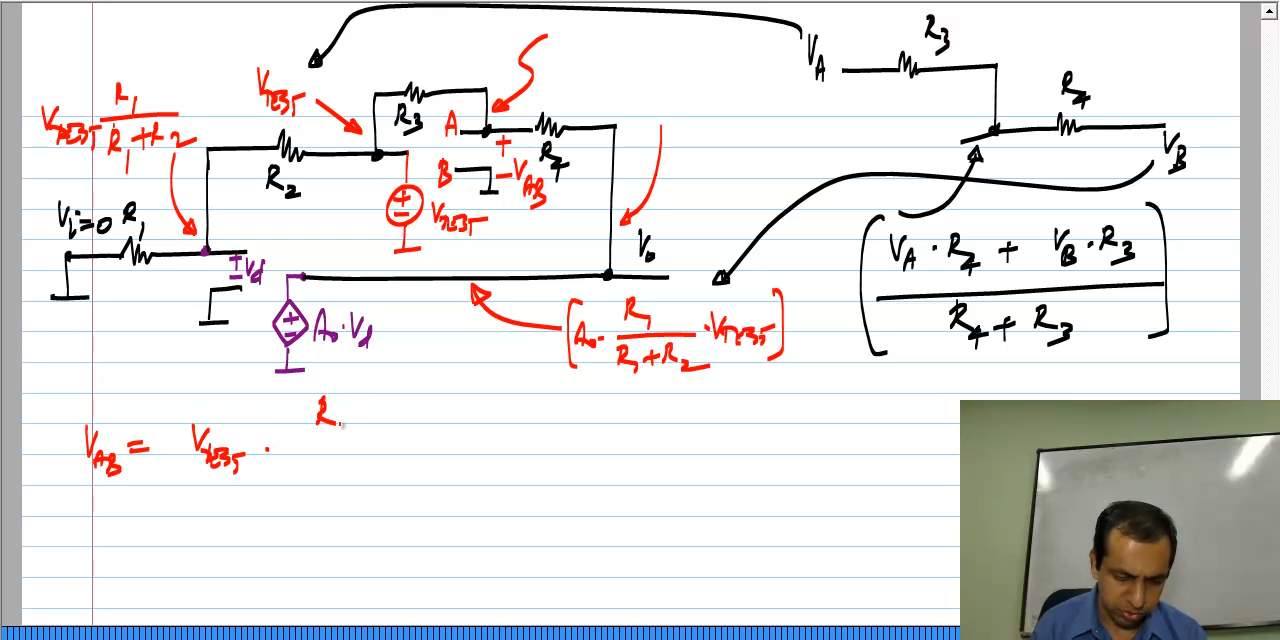 V_A R_3
V_TEST R_4
V_TEST R_1 / (R_1 + R_2) R_3 A + R_4 V_B
R_2 B − V_AB
V_i = 0 R_1 + − V_TEST
+ − V_d V_o (V_A · R_4 + V_B · R_3) / (R_4 + R_3)
+ − A_0 · V_d [A_0 · R_1 / (R_1 + R_2) · V_TEST]
V_AB = V_TEST · R